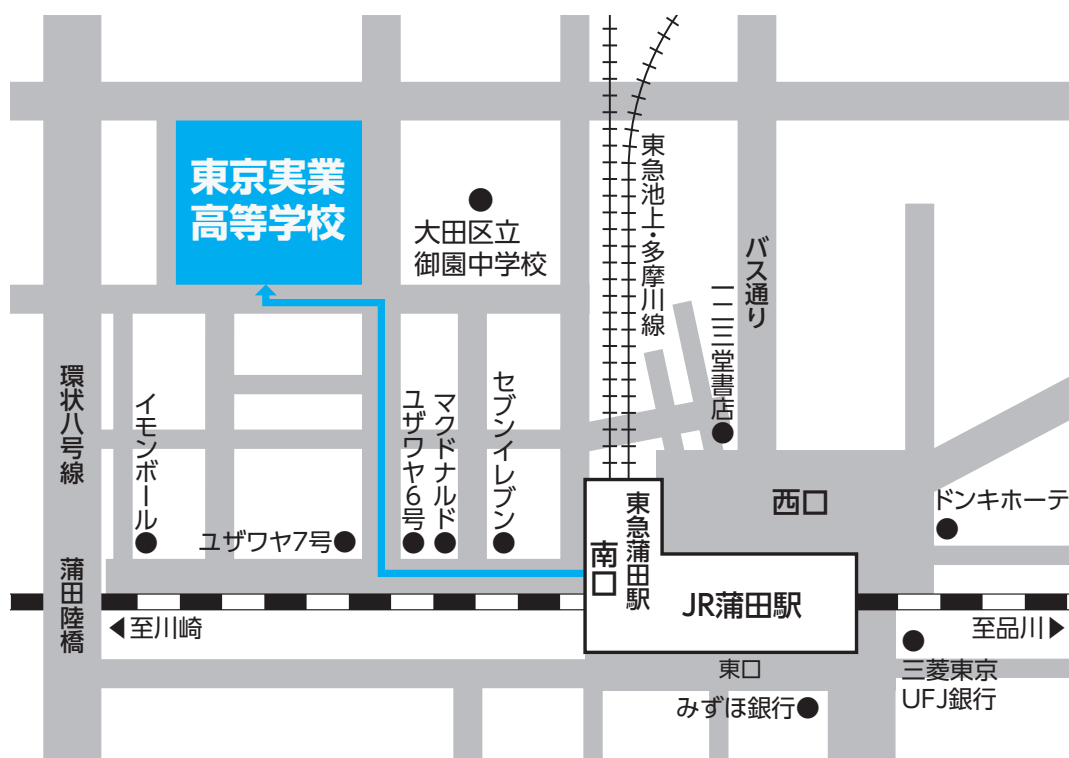 東京実業
高等学校
大田区立
御園中学校
東急池上・多摩川線
バス通り
一二三堂書店
環状八号線
蒲田陸橋
イモンボール
ユザワヤ7号
ユザワヤ6号
マクドナルド
セブンイレブン
南口
東急蒲田駅
西口
JR蒲田駅
ドンキホーテ
◀至川崎
至品川▶
東口
みずほ銀行
三菱東京
UFJ銀行